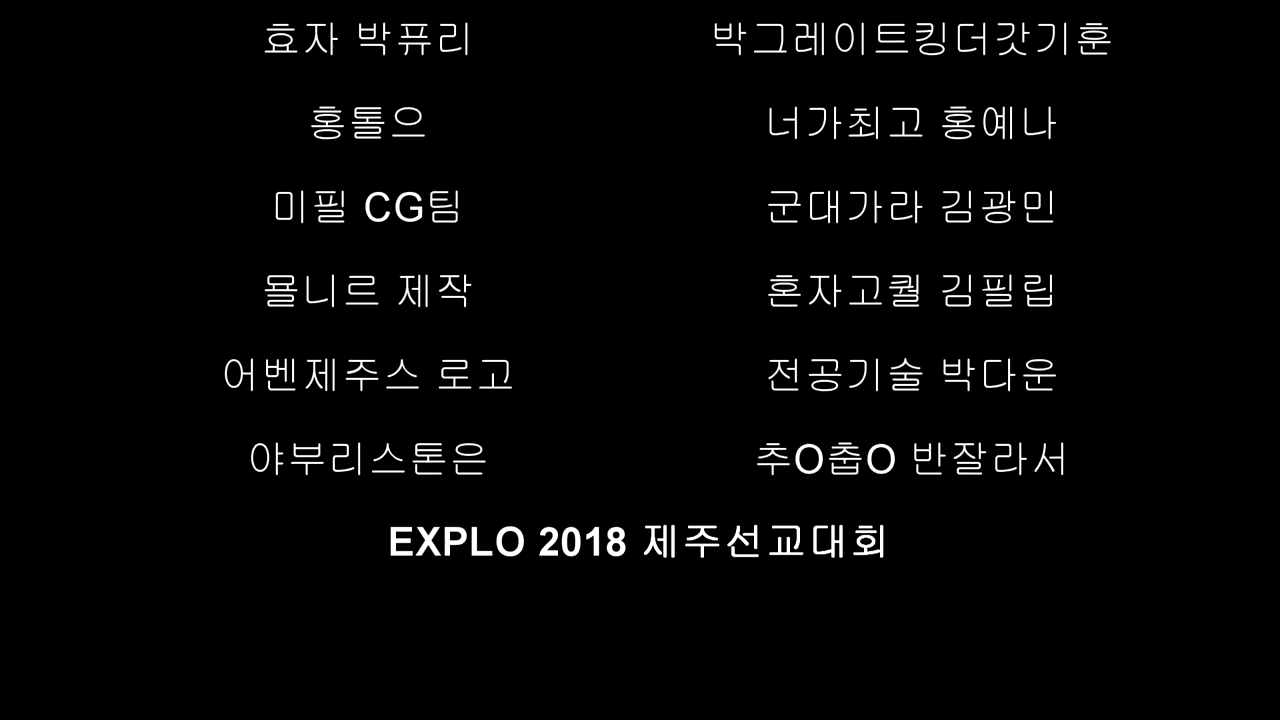 효자 박퓨리 박그레이트킹더갓기훈
홍톨으 너가최고 홍예나
미필 CG팀 군대가라 김광민
묠니르 제작 혼자고퀄 김필립
어벤제주스 로고 전공기술 박다운
야부리스톤은 추O춥O 반잘라서
EXPLO 2018 제주선교대회